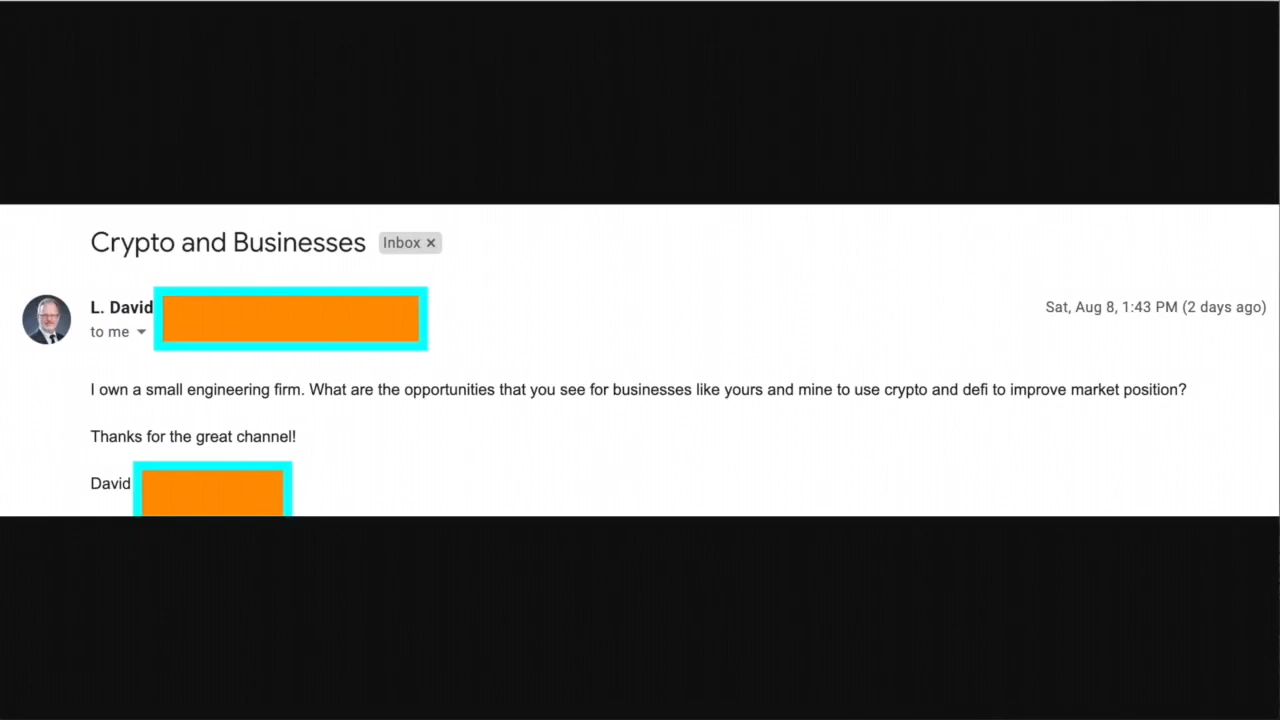 Crypto and Businesses Inbox ×
L. David Sat, Aug 8, 1:43 PM (2 days ago)
to me
I own a small engineering firm. What are the opportunities that you see for businesses like yours and mine to use crypto and defi to improve market position?
Thanks for the great channel!
David